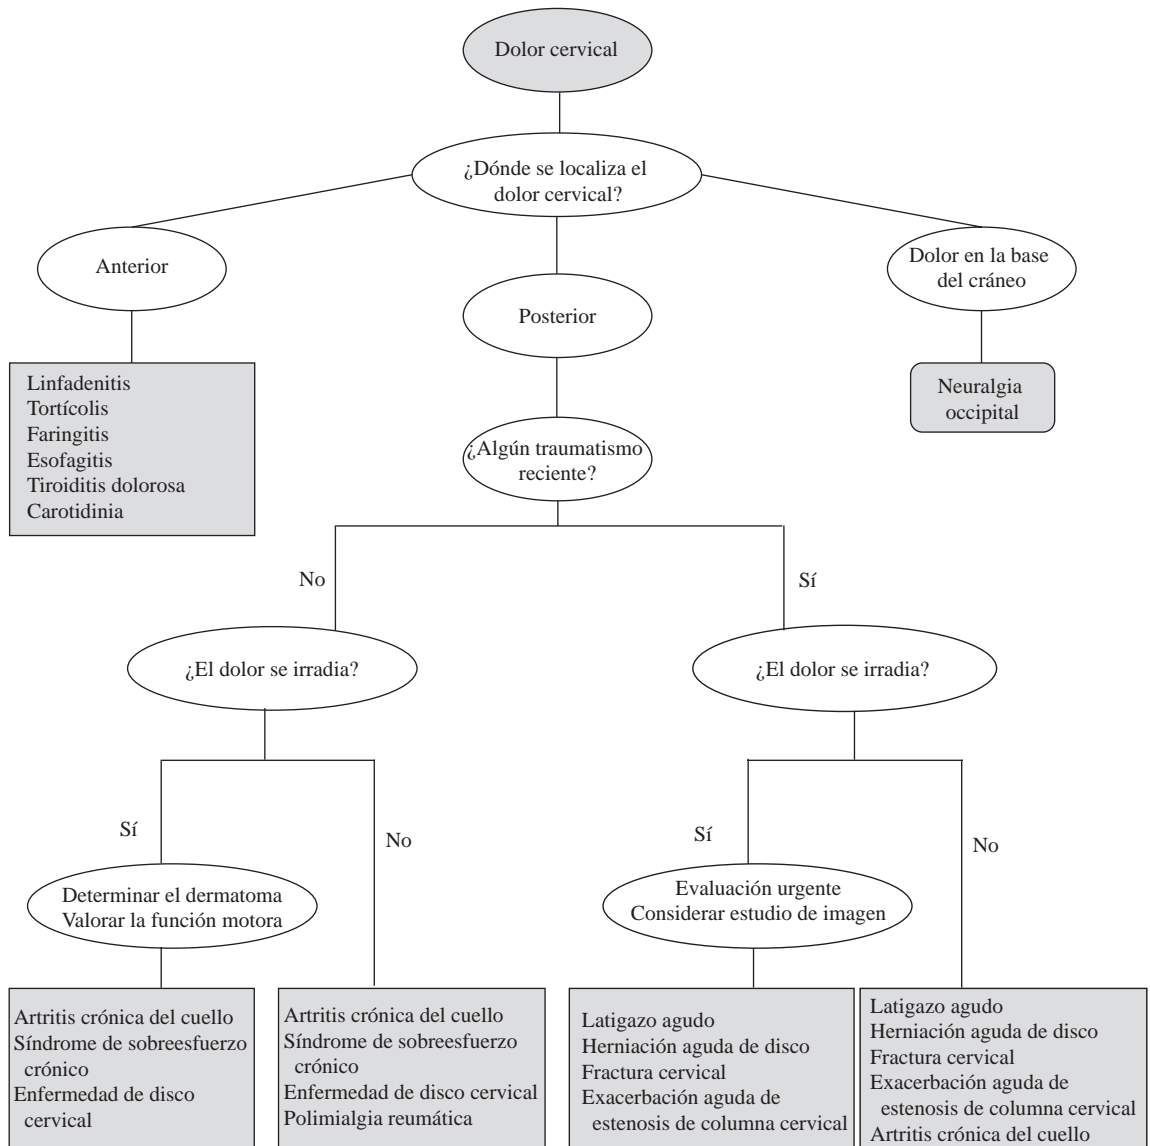 Dolor cervical
¿Dónde se localiza el
dolor cervical?
Anterior
Posterior
Dolor en la base
del cráneo
Linfadenitis
Tortícolis
Faringitis
Esofagitis
Tiroiditis dolorosa
Carotidinia
Neuralgia
occipital
¿Algún traumatismo
reciente?
No
Sí
¿El dolor se irradia?
¿El dolor se irradia?
Sí
No
Sí
No
Determinar el dermatoma
Valorar la función motora
Evaluación urgente
Considerar estudio de imagen
Artritis crónica del cuello
Síndrome de sobreesfuerzo
crónico
Enfermedad de disco
cervical
Artritis crónica del cuello
Síndrome de sobreesfuerzo
crónico
Enfermedad de disco cervical
Polimialgia reumática
Latigazo agudo
Herniación aguda de disco
Fractura cervical
Exacerbación aguda de
estenosis de columna cervical
Latigazo agudo
Herniación aguda de disco
Fractura cervical
Exacerbación aguda de
estenosis de columna cervical
Artritis crónica del cuello